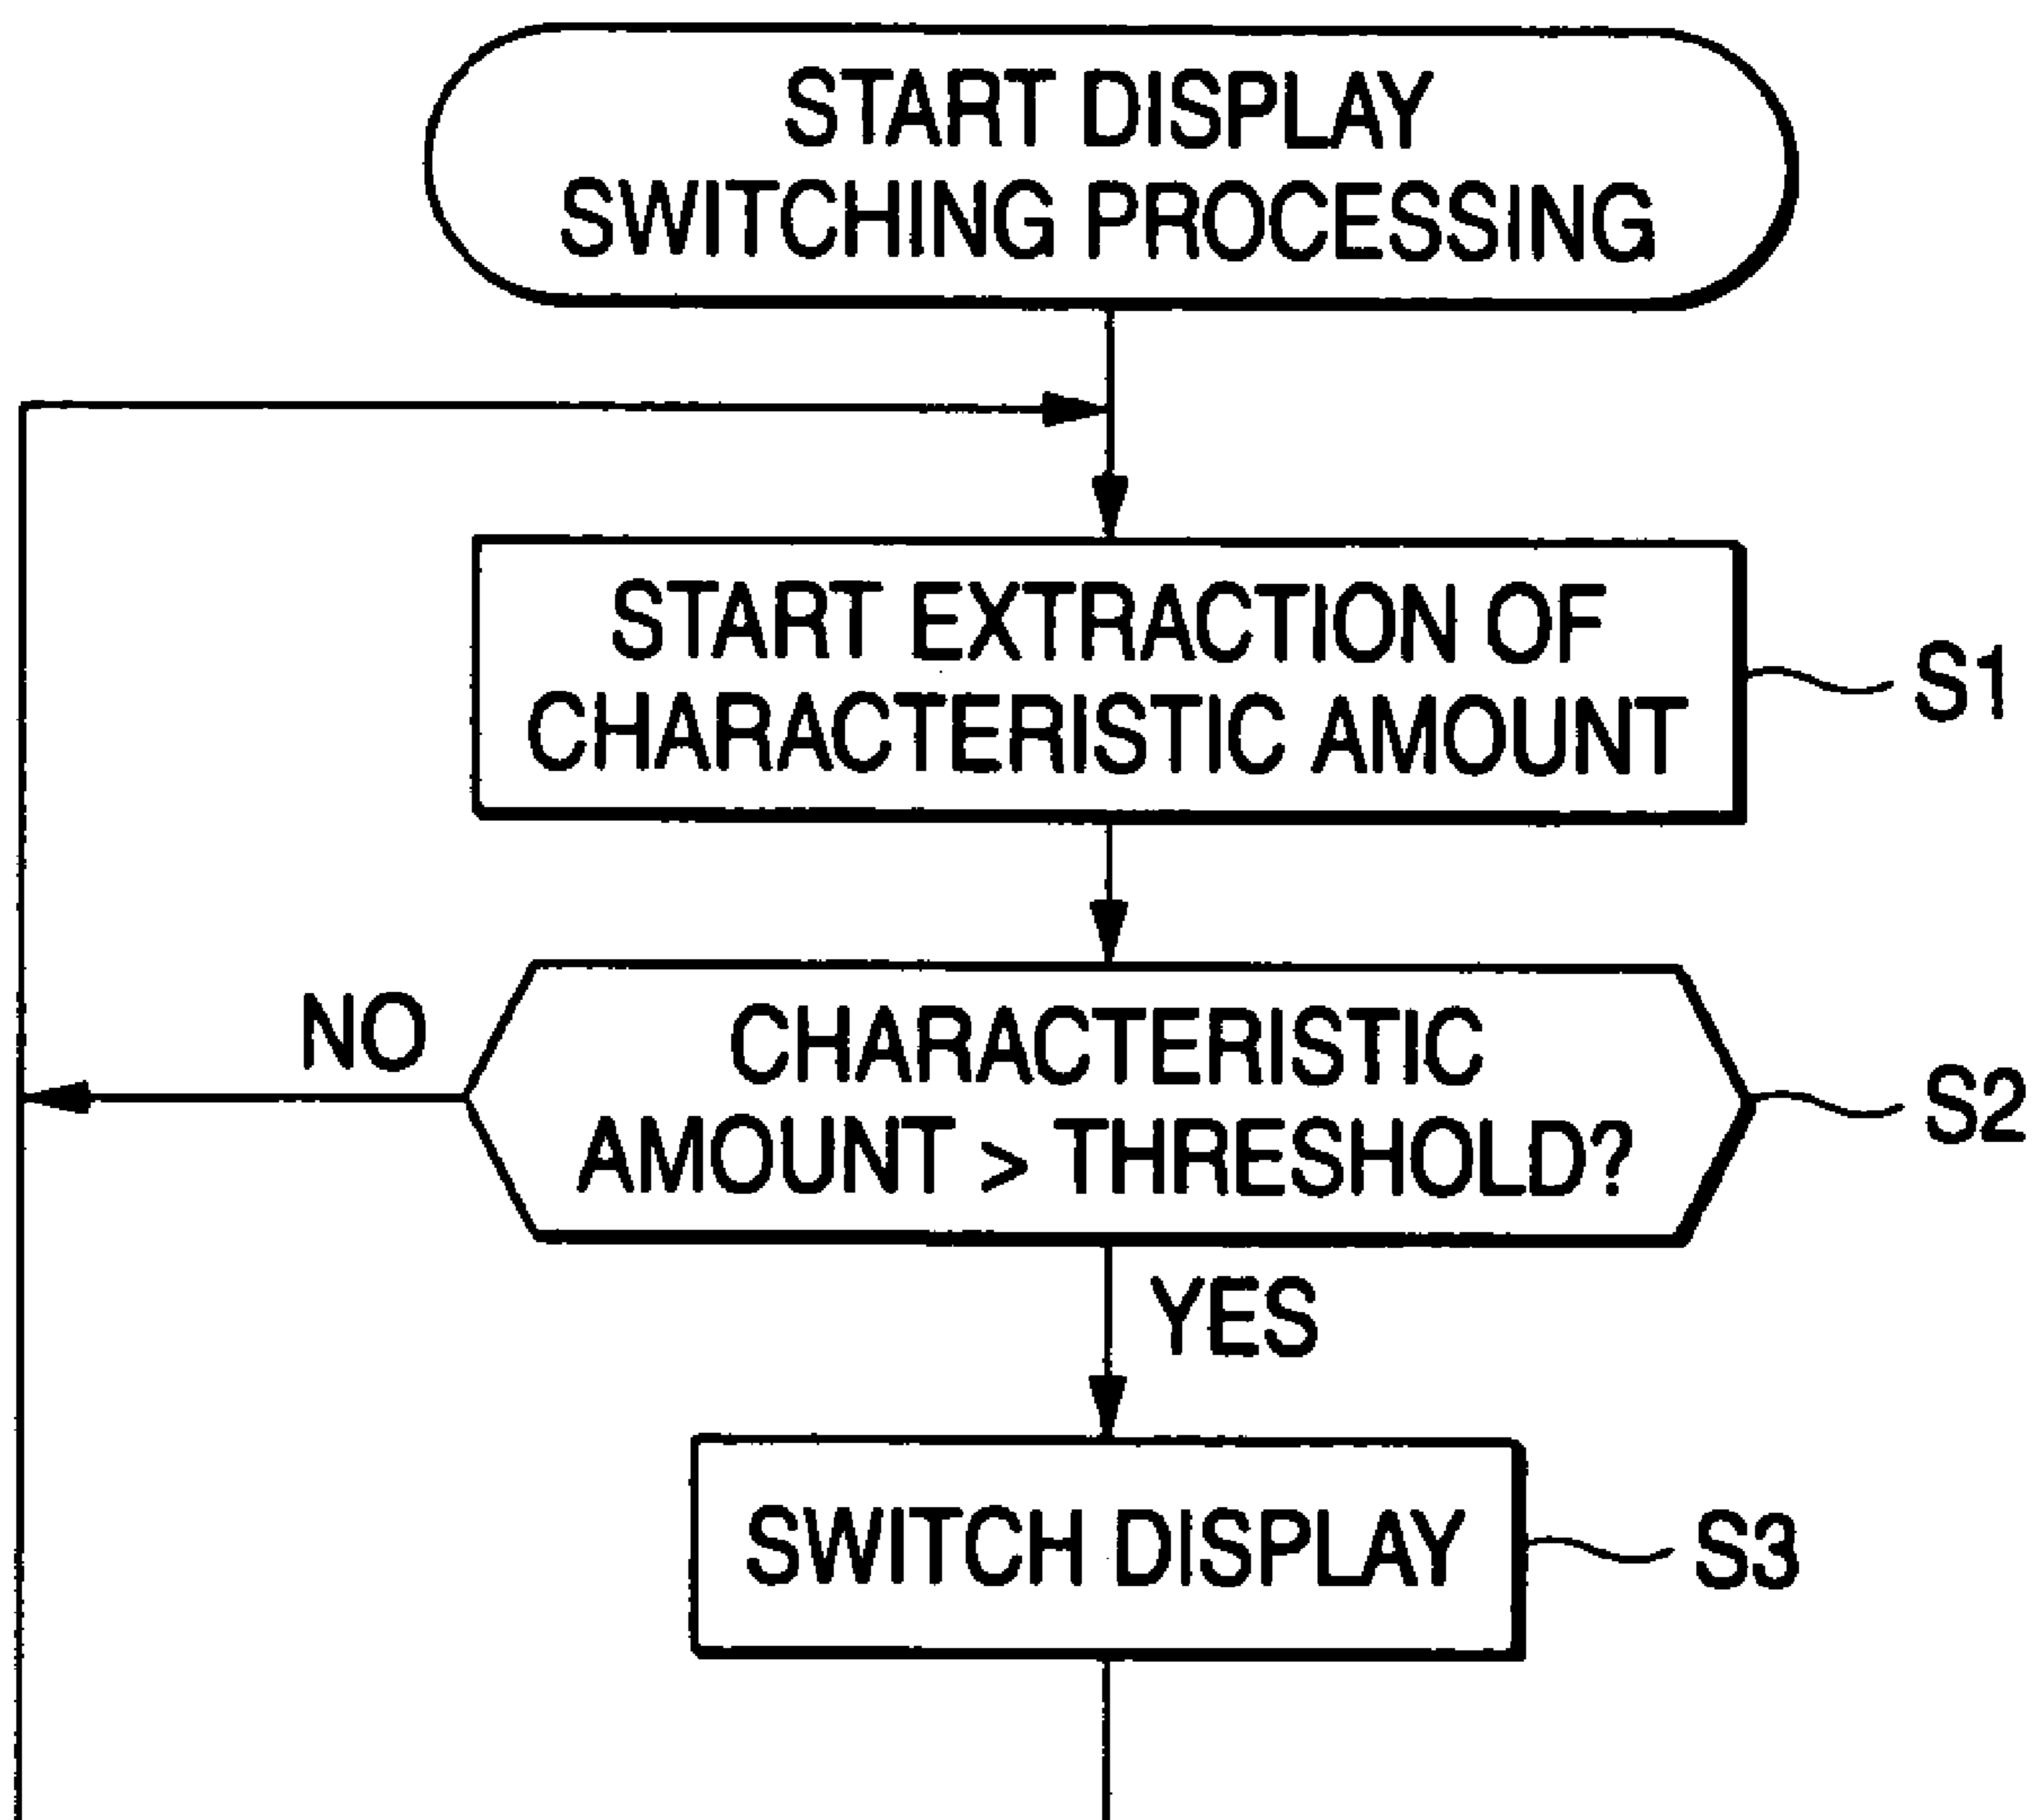 START DISPLAY
SWITCHING PROCESSING
START EXTRACTION OF
CHARACTERISTIC AMOUNT
S1
NO
CHARACTERISTIC
AMOUNT > THRESHOLD?
S2
YES
SWITCH DISPLAY
S3